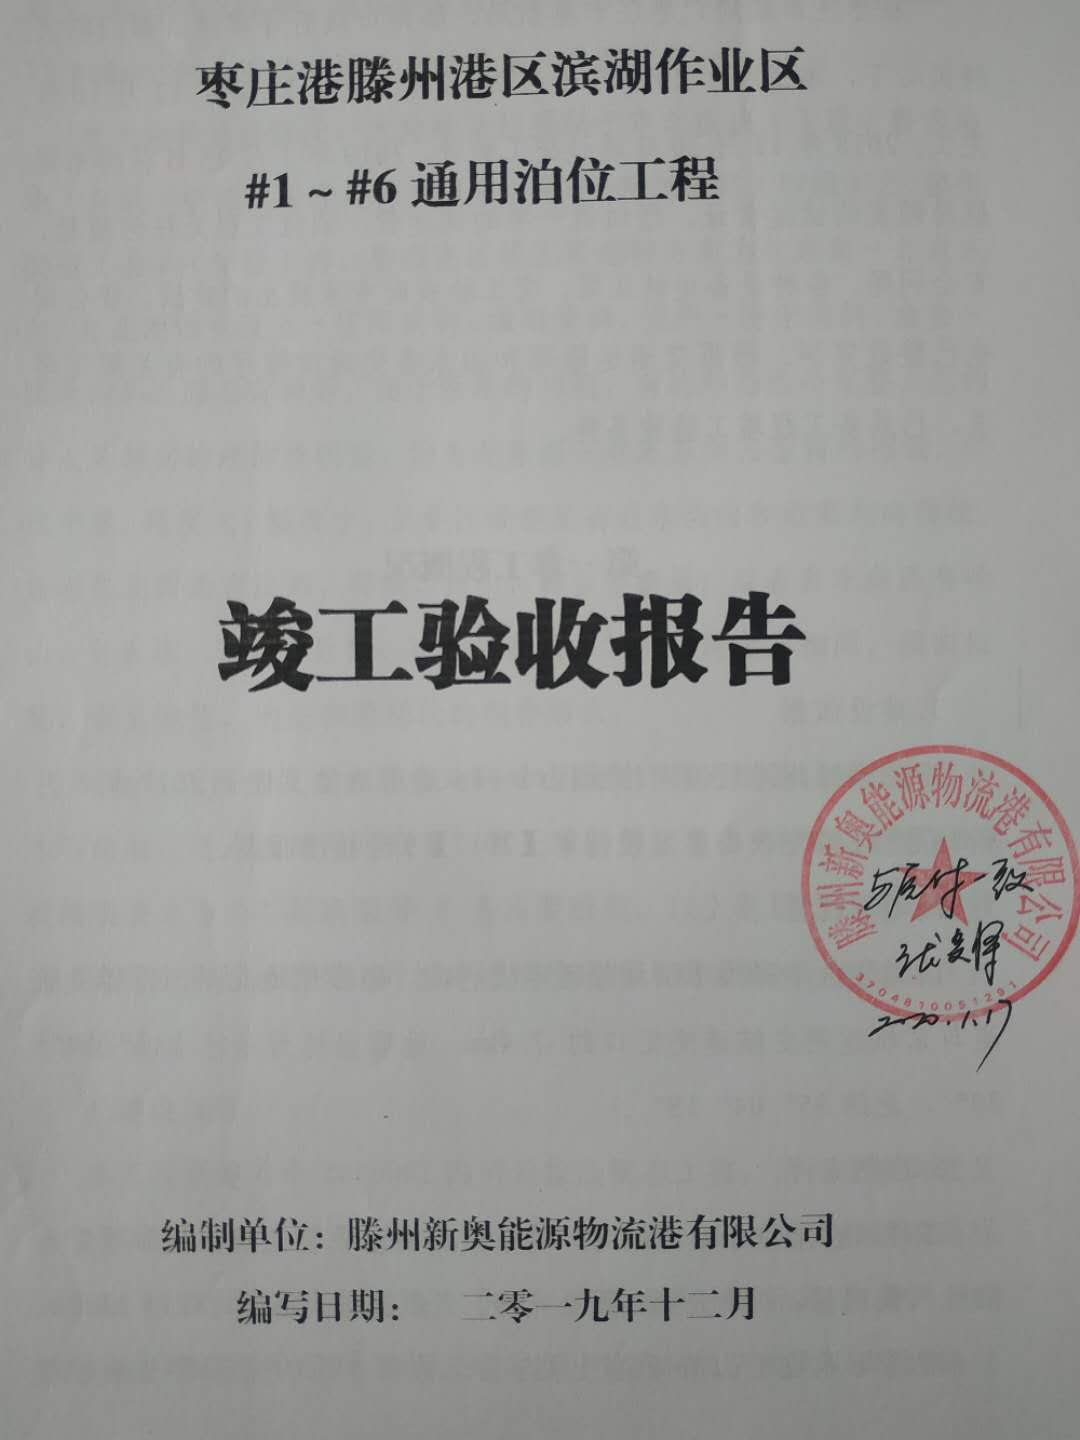 枣庄港滕州港区滨湖作业区
#1～#6 通用泊位工程
竣工验收报告
滕州新奥能源物流港有限公司
与原件一致
2020.1.17
3704810051291
编制单位：滕州新奥能源物流港有限公司
编写日期： 二零一九年十二月